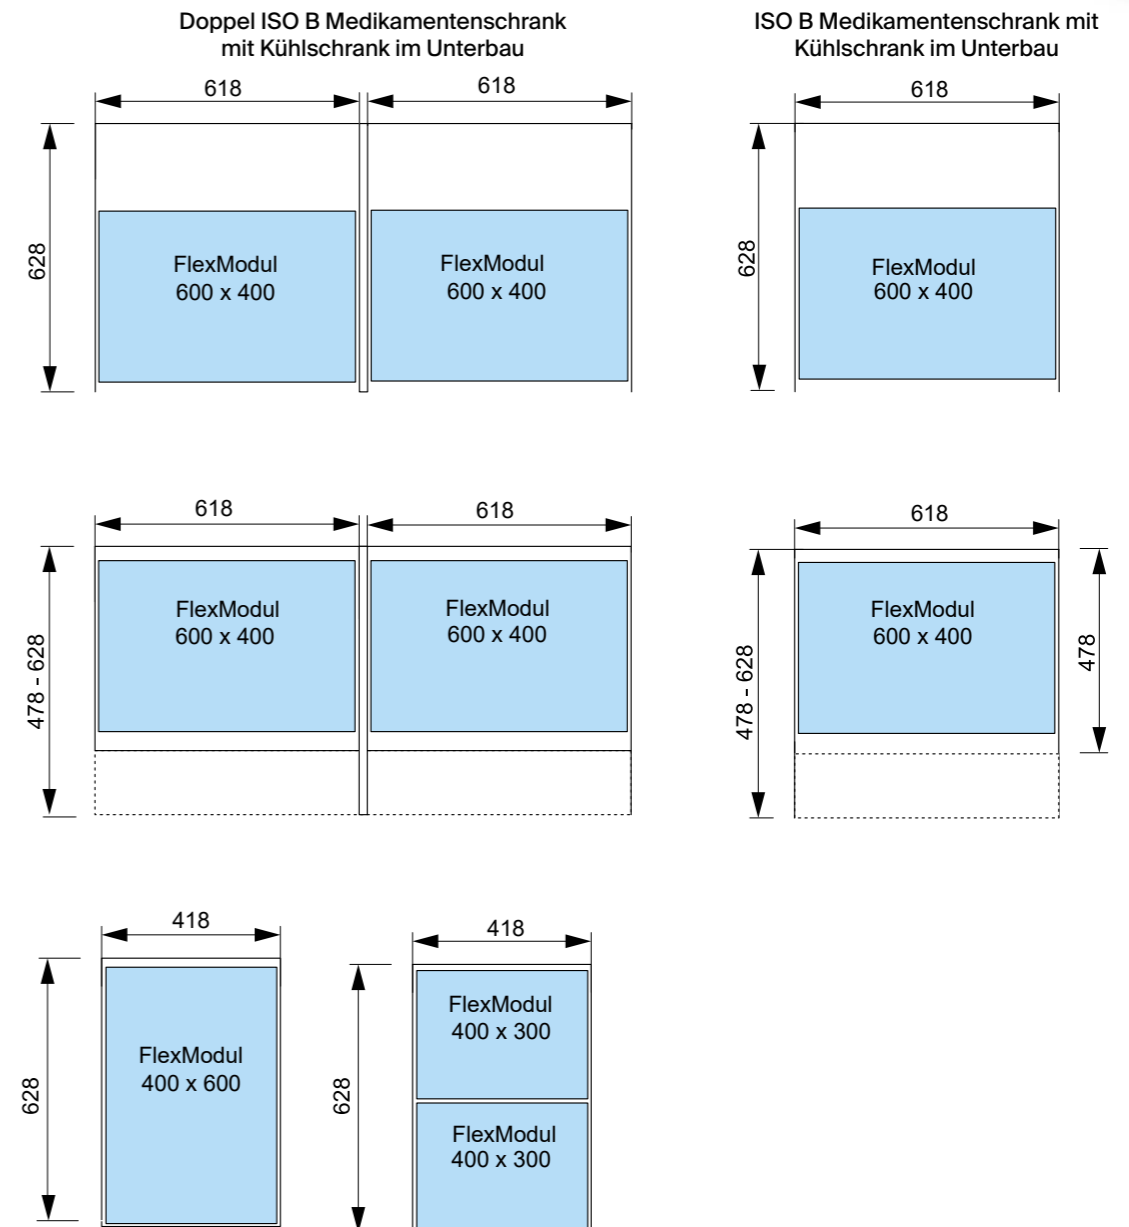 Doppel ISO B Medikamentenschrank
mit Kühlschrank im Unterbau
ISO B Medikamentenschrank mit
Kühlschrank im Unterbau
618
618
618
628
FlexModul
600 x 400
FlexModul
600 x 400
628
FlexModul
600 x 400
618
618
618
478 - 628
FlexModul
600 x 400
FlexModul
600 x 400
478 - 628
FlexModul
600 x 400
478
418
418
628
FlexModul
400 x 600
628
FlexModul
400 x 300
FlexModul
400 x 300